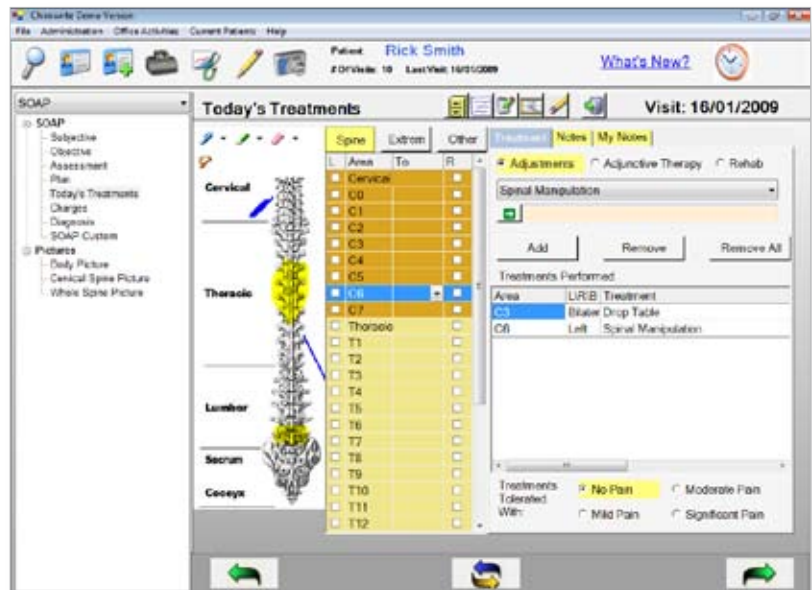 Chirosuite Demo Version
File Administration Office Activities Current Patients Help
Patient Rick Smith
# Of Visits: 10 Last Visit: 16/01/2009
What's New?
SOAP
Today's Treatments
Visit: 16/01/2009
SOAP
Subjective
Objective
Assessment
Plan
Today's Treatments
Charges
Diagnosis
SOAP Custom
Pictures
Body Picture
Cervical Spine Picture
Whole Spine Picture
Cervical
Thoracic
Lumbar
Sacrum
Coccyx
Spine Extrem Other
L Area To R
Cervical
C0
C1
C2
C3
C4
C5
C6
C7
Thoracic
T1
T2
T3
T4
T5
T6
T7
T8
T9
T10
T11
T12
Treatment Notes My Notes
Adjustments Adjunctive Therapy Rehab
Spinal Manipulation
Add Remove Remove All
Treatments Performed
Area L/R/B Treatment
C3 Bilater Drop Table
C6 Left Spinal Manipulation
Treatments
Tolerated
With:
No Pain Moderate Pain
Mild Pain Significant Pain